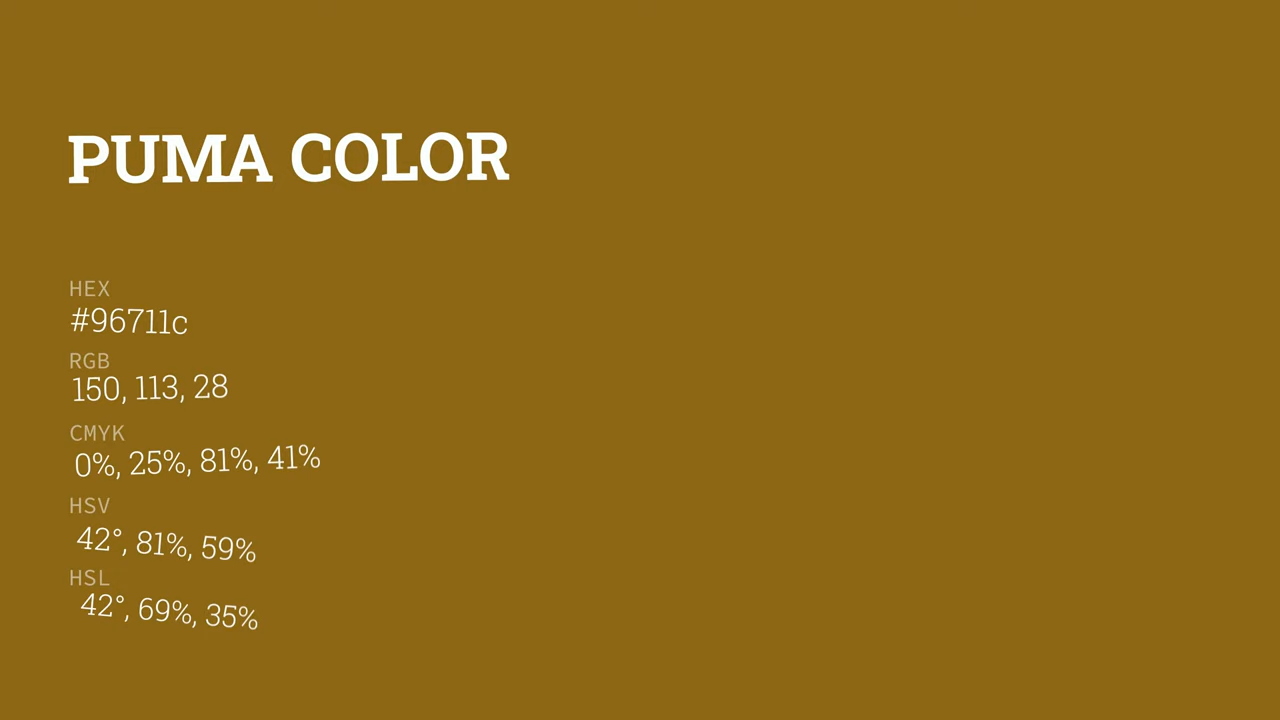 PUMA COLOR
HEX
#96711c
RGB
150, 113, 28
CMYK
0%, 25%, 81%, 41%
HSV
42°, 81%, 59%
HSL
42°, 69%, 35%